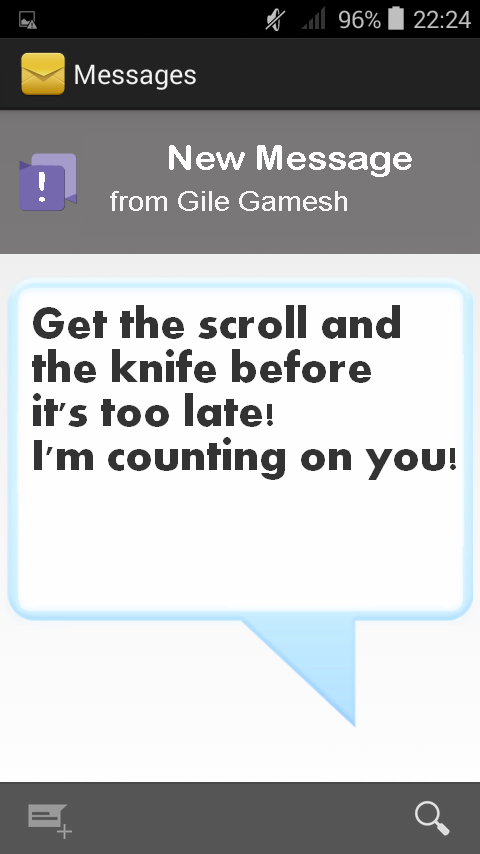 96% 22:24
Messages
New Message
from Gile Gamesh
Get the scroll and
the knife before
it's too late!
I'm counting on you!